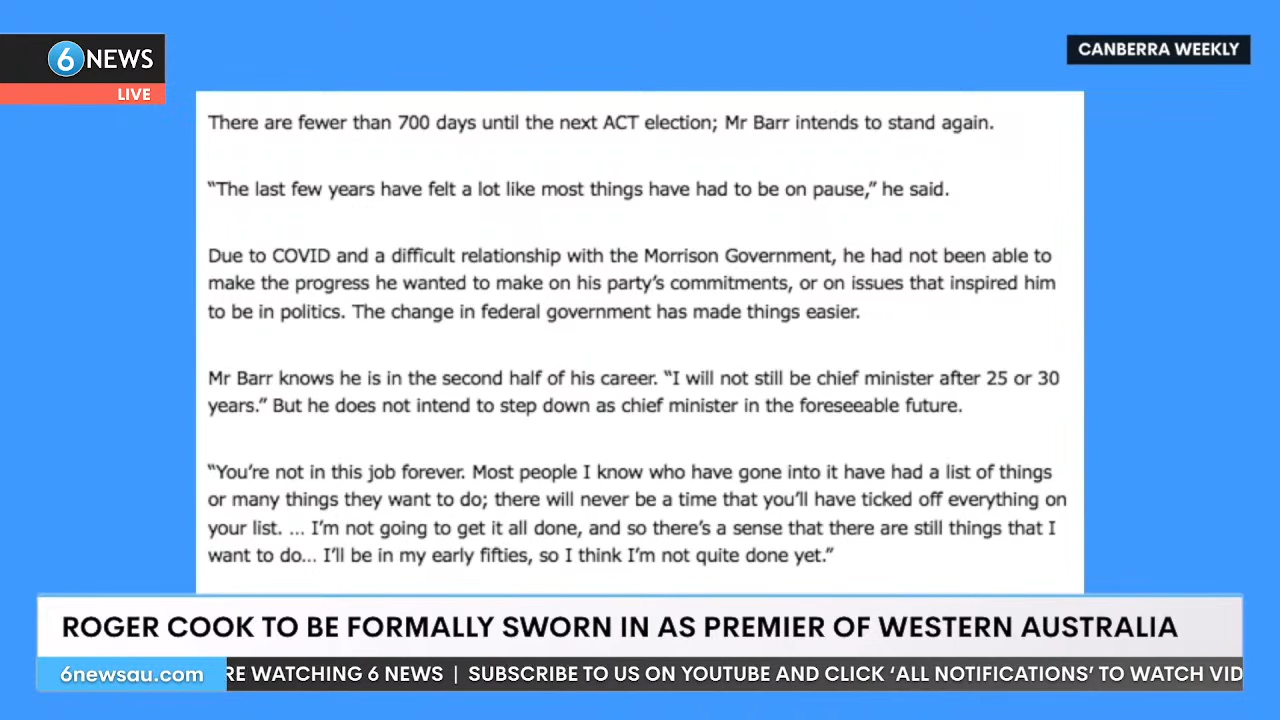 6 NEWS
LIVE
CANBERRA WEEKLY
There are fewer than 700 days until the next ACT election; Mr Barr intends to stand again.
“The last few years have felt a lot like most things have had to be on pause,” he said.
Due to COVID and a difficult relationship with the Morrison Government, he had not been able to
make the progress he wanted to make on his party’s commitments, or on issues that inspired him
to be in politics. The change in federal government has made things easier.
Mr Barr knows he is in the second half of his career. “I will not still be chief minister after 25 or 30
years.” But he does not intend to step down as chief minister in the foreseeable future.
“You’re not in this job forever. Most people I know who have gone into it have had a list of things
or many things they want to do; there will never be a time that you’ll have ticked off everything on
your list. ... I’m not going to get it all done, and so there’s a sense that there are still things that I
want to do... I’ll be in my early fifties, so I think I’m not quite done yet.”
ROGER COOK TO BE FORMALLY SWORN IN AS PREMIER OF WESTERN AUSTRALIA
6newsau.com
RE WATCHING 6 NEWS | SUBSCRIBE TO US ON YOUTUBE AND CLICK ‘ALL NOTIFICATIONS’ TO WATCH VID